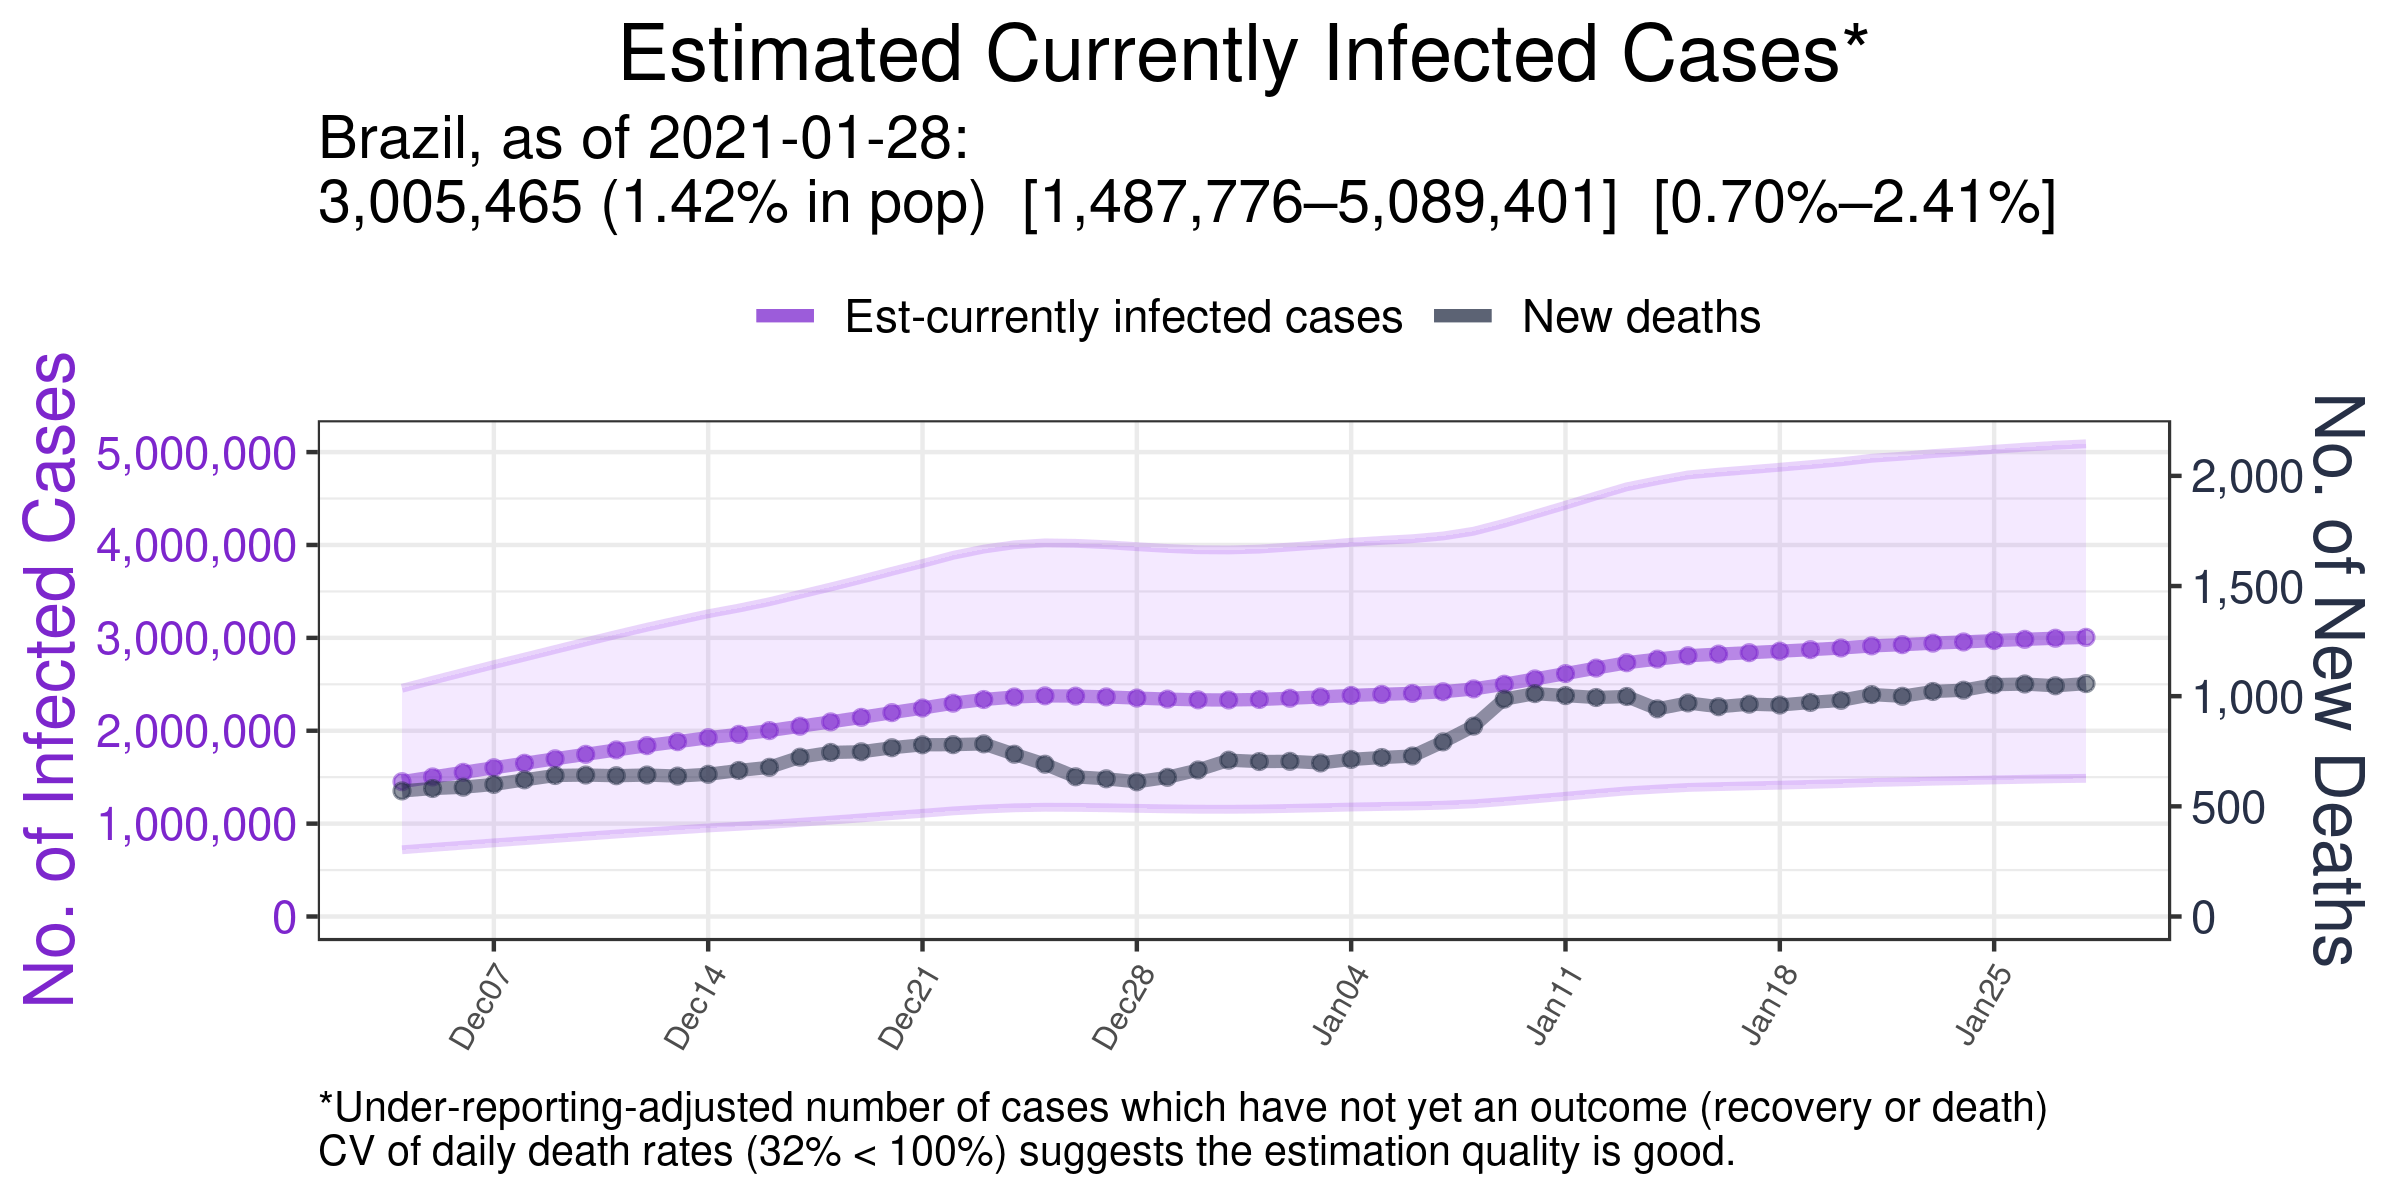 Estimated Currently Infected Cases*
Brazil, as of 2021-01-28:
3,005,465 (1.42% in pop)  [1,487,776–5,089,401]  [0.70%–2.41%]
Est-currently infected cases
New deaths
No. of Infected Cases
5,000,000
4,000,000
3,000,000
2,000,000
1,000,000
0
No. of New Deaths
2,000
1,500
1,000
500
0
Dec07
Dec14
Dec21
Dec28
Jan04
Jan11
Jan18
Jan25
*Under-reporting-adjusted number of cases which have not yet an outcome (recovery or death)
CV of daily death rates (32% < 100%) suggests the estimation quality is good.